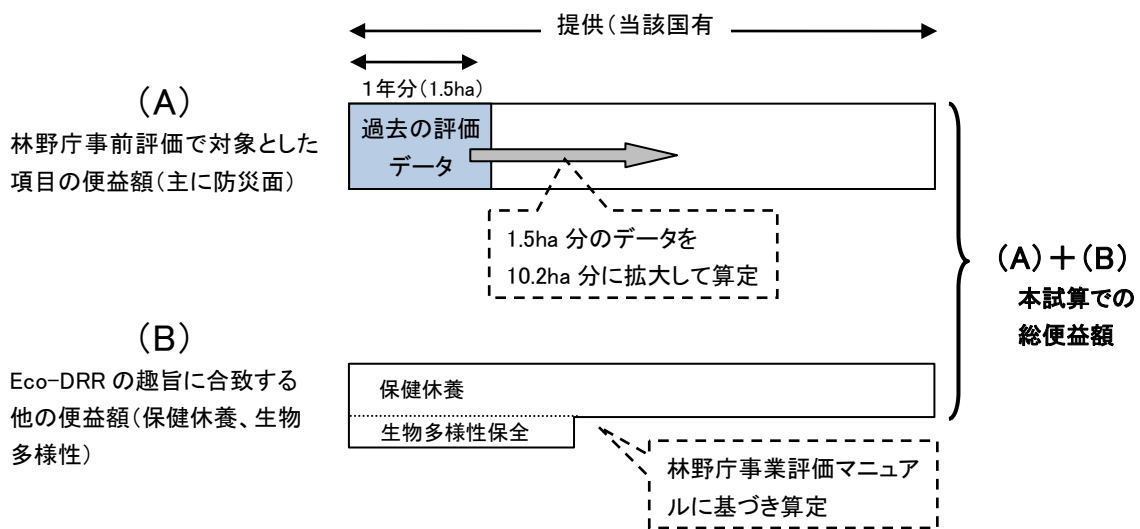 提供（当該国有
１年分（1.5ha）
（A）
林野庁事前評価で対象とした
項目の便益額（主に防災面）
過去の評価
データ
1.5ha 分のデータを
10.2ha 分に拡大して算定
（A）＋（B）
本試算での
総便益額
（B）
Eco-DRR の趣旨に合致する
他の便益額（保健休養、生物
多様性）
保健休養
生物多様性保全
林野庁事業評価マニュア
ルに基づき算定